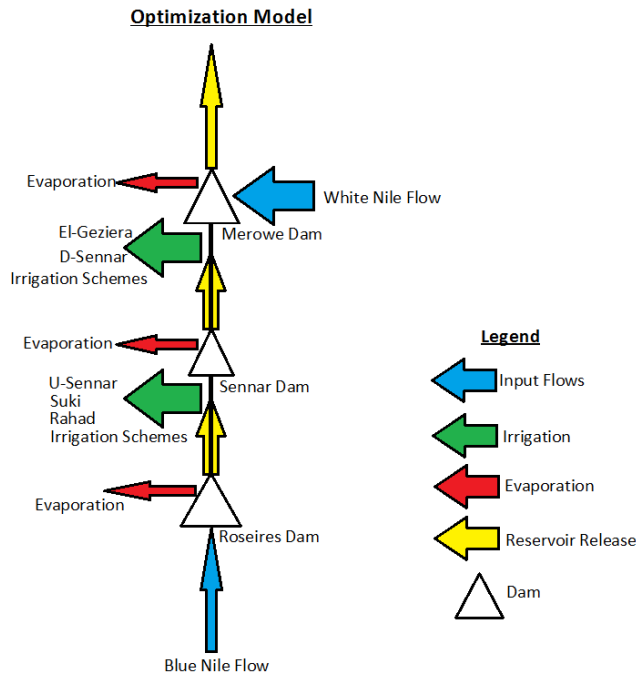 Optimization Model
Evaporation
White Nile Flow
El-Geziera
D-Sennar
Irrigation Schemes
Merowe Dam
Evaporation
Sennar Dam
U-Sennar
Suki
Rahad
Irrigation Schemes
Evaporation
Roseires Dam
Blue Nile Flow
Legend
Input Flows
Irrigation
Evaporation
Reservoir Release
Dam